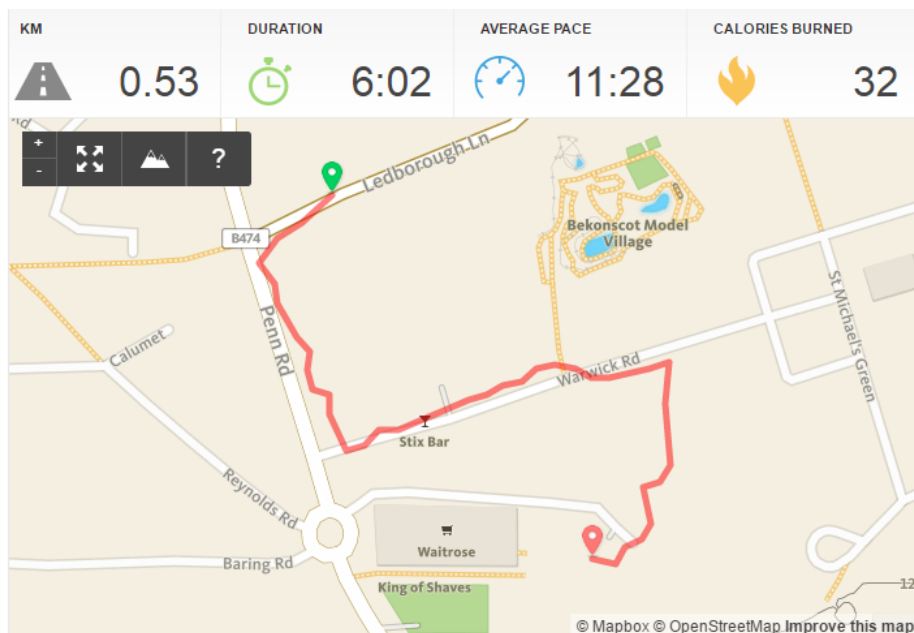 KM
DURATION
AVERAGE PACE
CALORIES BURNED
0.53
6:02
11:28
32
Rd
+
-
?
Ledborough Ln
B474
Bekonscot Model
Village
Penn Rd
Calumet
St Michael's Green
Warwick Rd
Stix Bar
Reynolds Rd
Waitrose
Baring Rd
King of Shaves
12
© Mapbox © OpenStreetMap Improve this map